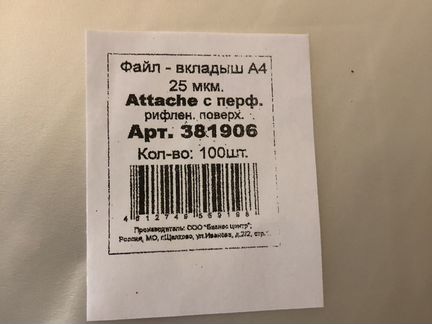 Файл - вкладыш А4
25 мкм.
Attache с перф.
рифлен. поверх.
Арт. 381906
Кол-во: 100шт.
Производитель: ООО "Бизнес центр",
Россия, МО, г.Щелково, ул.Иванова, д.2/2, стр.